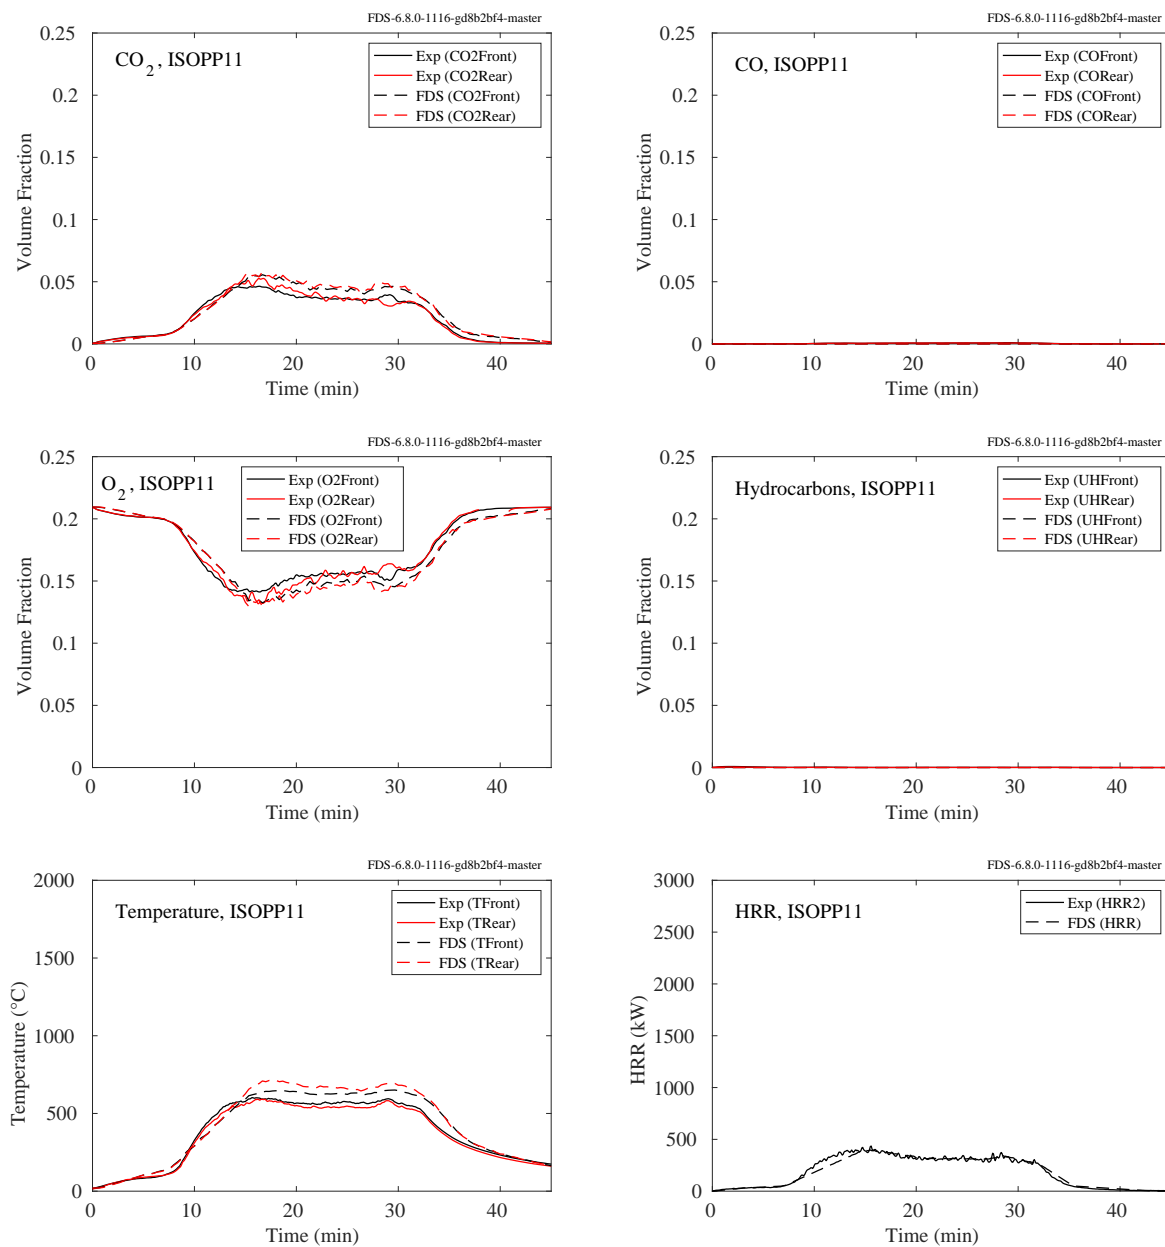 FDS-6.8.0-1116-gd8b2bf4-master
CO2, ISOPP11
Exp (CO2Front)
Exp (CO2Rear)
FDS (CO2Front)
FDS (CO2Rear)
0.25
0.2
0.15
0.1
0.05
0
Volume Fraction
0 10 20 30 40
Time (min)
FDS-6.8.0-1116-gd8b2bf4-master
CO, ISOPP11
Exp (COFront)
Exp (CORear)
FDS (COFront)
FDS (CORear)
0.25
0.2
0.15
0.1
0.05
0
Volume Fraction
0 10 20 30 40
Time (min)
FDS-6.8.0-1116-gd8b2bf4-master
O2, ISOPP11
Exp (O2Front)
Exp (O2Rear)
FDS (O2Front)
FDS (O2Rear)
0.25
0.2
0.15
0.1
0.05
0
Volume Fraction
0 10 20 30 40
Time (min)
FDS-6.8.0-1116-gd8b2bf4-master
Hydrocarbons, ISOPP11
Exp (UHFront)
Exp (UHRear)
FDS (UHFront)
FDS (UHRear)
0.25
0.2
0.15
0.1
0.05
0
Volume Fraction
0 10 20 30 40
Time (min)
FDS-6.8.0-1116-gd8b2bf4-master
Temperature, ISOPP11
Exp (TFront)
Exp (TRear)
FDS (TFront)
FDS (TRear)
2000
1500
1000
500
0
Temperature (°C)
0 10 20 30 40
Time (min)
FDS-6.8.0-1116-gd8b2bf4-master
HRR, ISOPP11
Exp (HRR2)
FDS (HRR)
3000
2500
2000
1500
1000
500
0
HRR (kW)
0 10 20 30 40
Time (min)